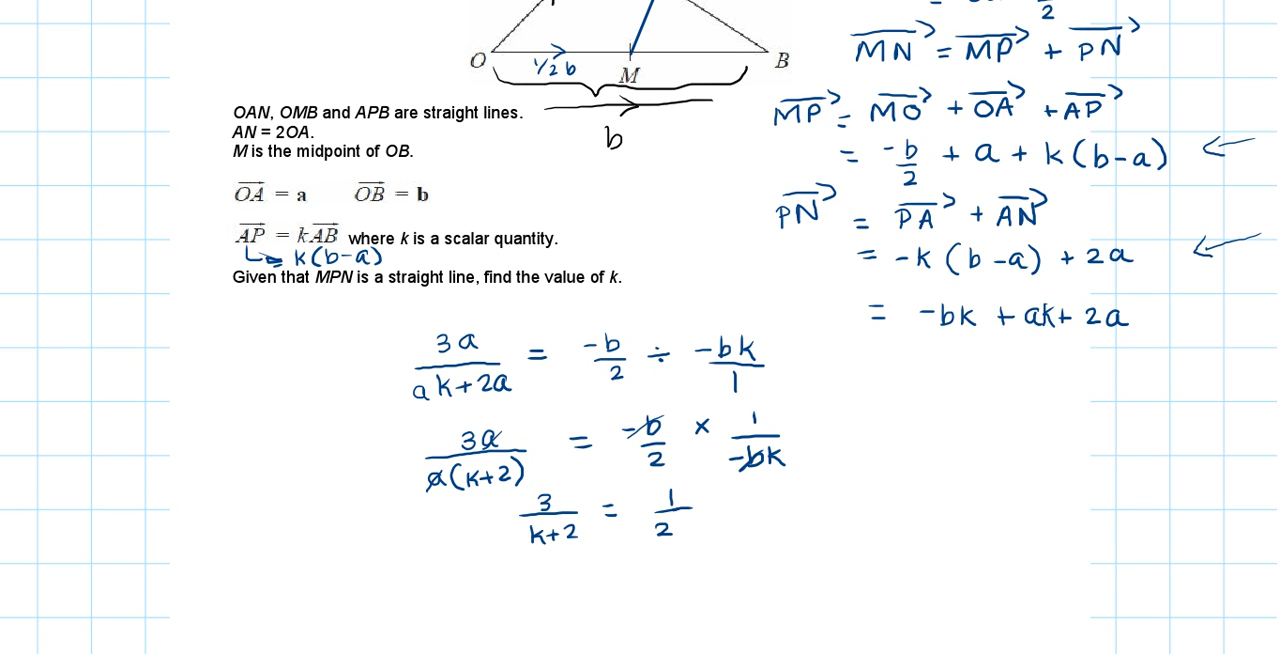 O ½ b M B
b
OAN, OMB and APB are straight lines.
AN = 2OA.
M is the midpoint of OB.
OA = a OB = b
AP = kAB where k is a scalar quantity.
= k(b-a)
Given that MPN is a straight line, find the value of k.
2
MN = MP + PN
MP = MO + OA + AP
= -b/2 + a + k(b-a)
PN = PA + AN
= -k(b-a) + 2a
= -bk + ak + 2a
3a/(ak+2a) = -b/2 ÷ -bk/1
3a/a(k+2) = -b/2 × 1/-bk
3/(k+2) = 1/2